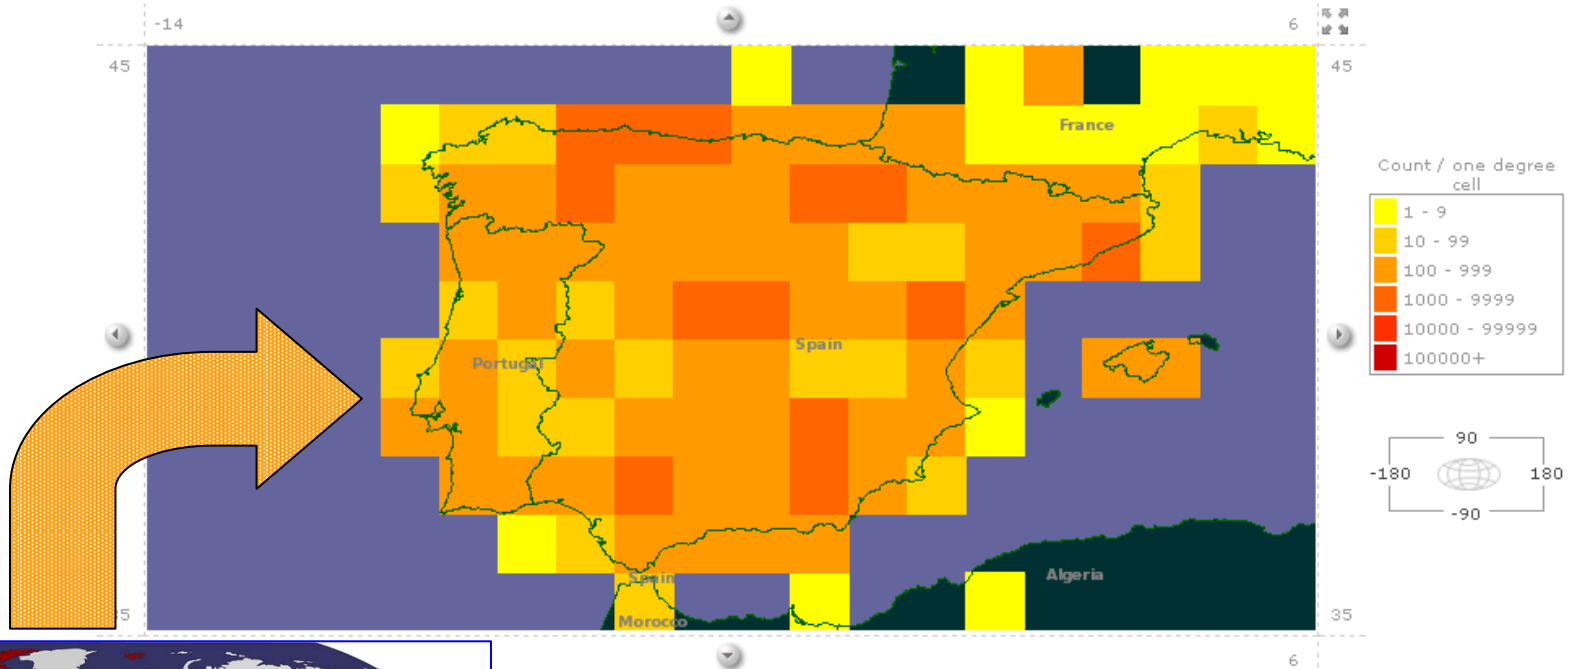 -14
6
45
45
France
Count / one degree
cell
1 - 9
10 - 99
100 - 999
1000 - 9999
10000 - 99999
100000+
Spain
Portugal
90
-180
180
-90
Spain
Algeria
Morocco
35
6